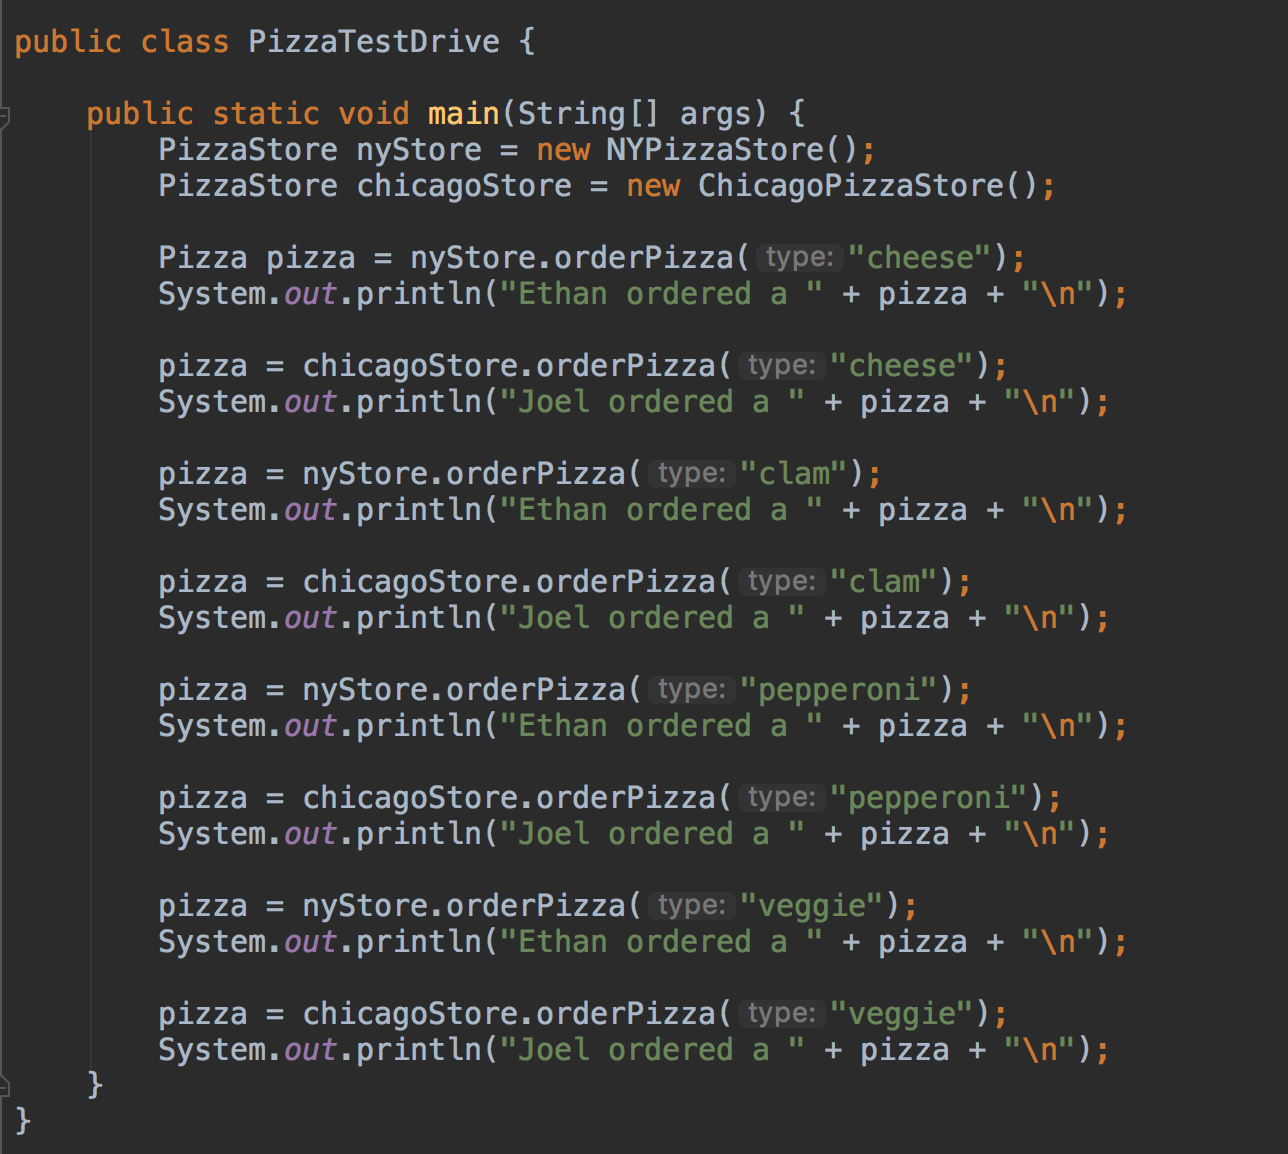 public class PizzaTestDrive {
public static void main(String[] args) {
PizzaStore nyStore = new NYPizzaStore();
PizzaStore chicagoStore = new ChicagoPizzaStore();
Pizza pizza = nyStore.orderPizza( type: "cheese");
System.out.println("Ethan ordered a " + pizza + "\n");
pizza = chicagoStore.orderPizza( type: "cheese");
System.out.println("Joel ordered a " + pizza + "\n");
pizza = nyStore.orderPizza( type: "clam");
System.out.println("Ethan ordered a " + pizza + "\n");
pizza = chicagoStore.orderPizza( type: "clam");
System.out.println("Joel ordered a " + pizza + "\n");
pizza = nyStore.orderPizza( type: "pepperoni");
System.out.println("Ethan ordered a " + pizza + "\n");
pizza = chicagoStore.orderPizza( type: "pepperoni");
System.out.println("Joel ordered a " + pizza + "\n");
pizza = nyStore.orderPizza( type: "veggie");
System.out.println("Ethan ordered a " + pizza + "\n");
pizza = chicagoStore.orderPizza( type: "veggie");
System.out.println("Joel ordered a " + pizza + "\n");
}
}